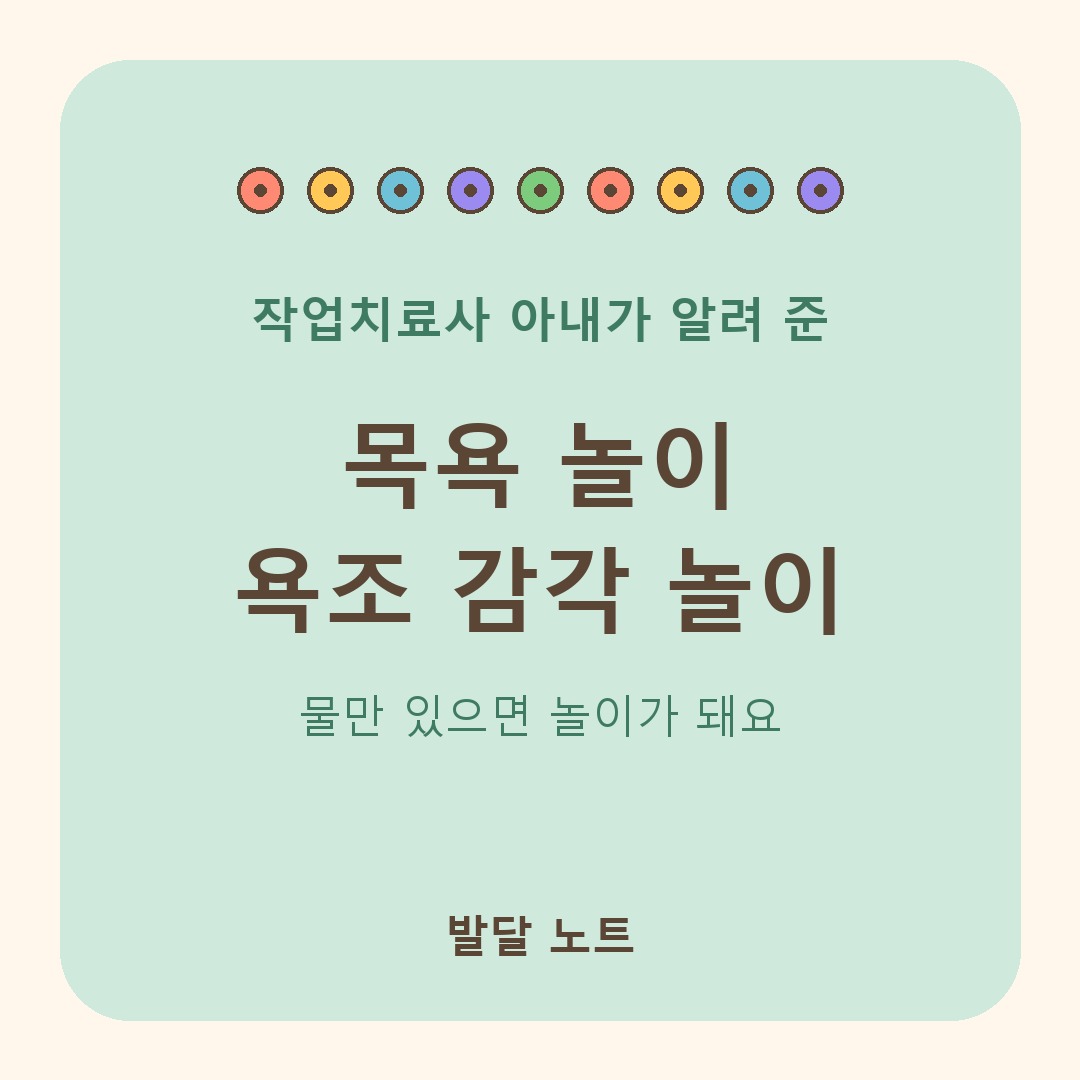 작업치료사 아내가 알려 준
목욕 놀이
욕조 감각 놀이
물만 있으면 놀이가 돼요
발달 노트